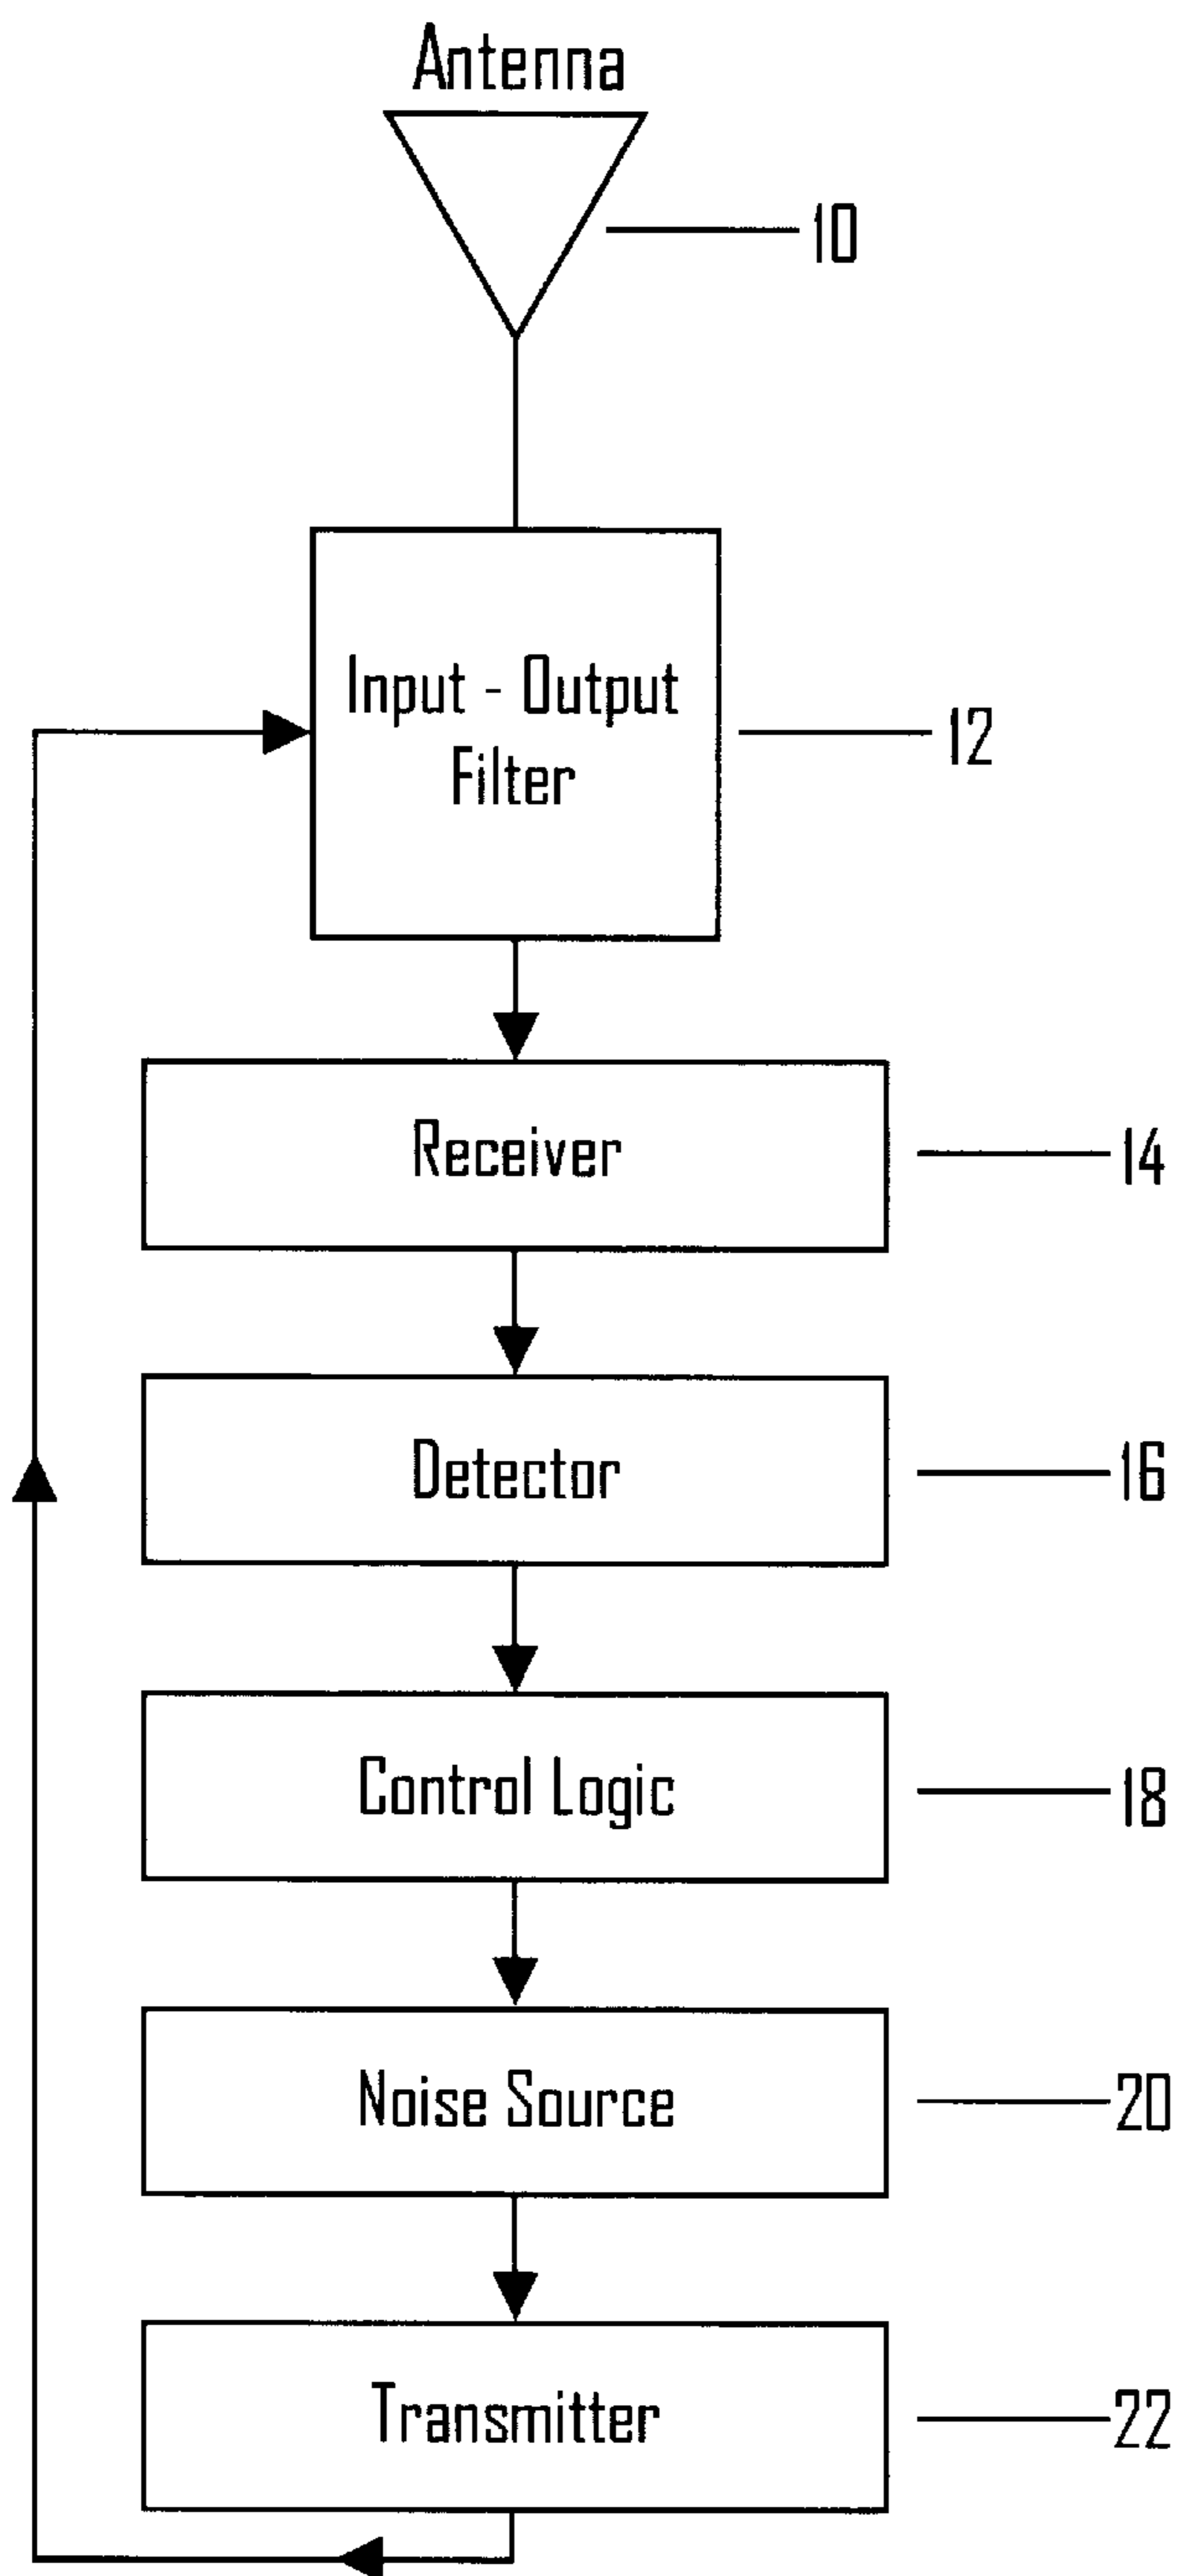 Antenna
10
Input - Output
Filter
12
Receiver
14
Detector
16
Control Logic
18
Noise Source
20
Transmitter
22